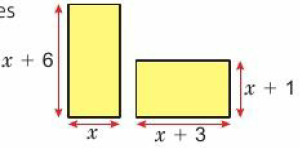 es
x + 6
x + 1
x
x + 3